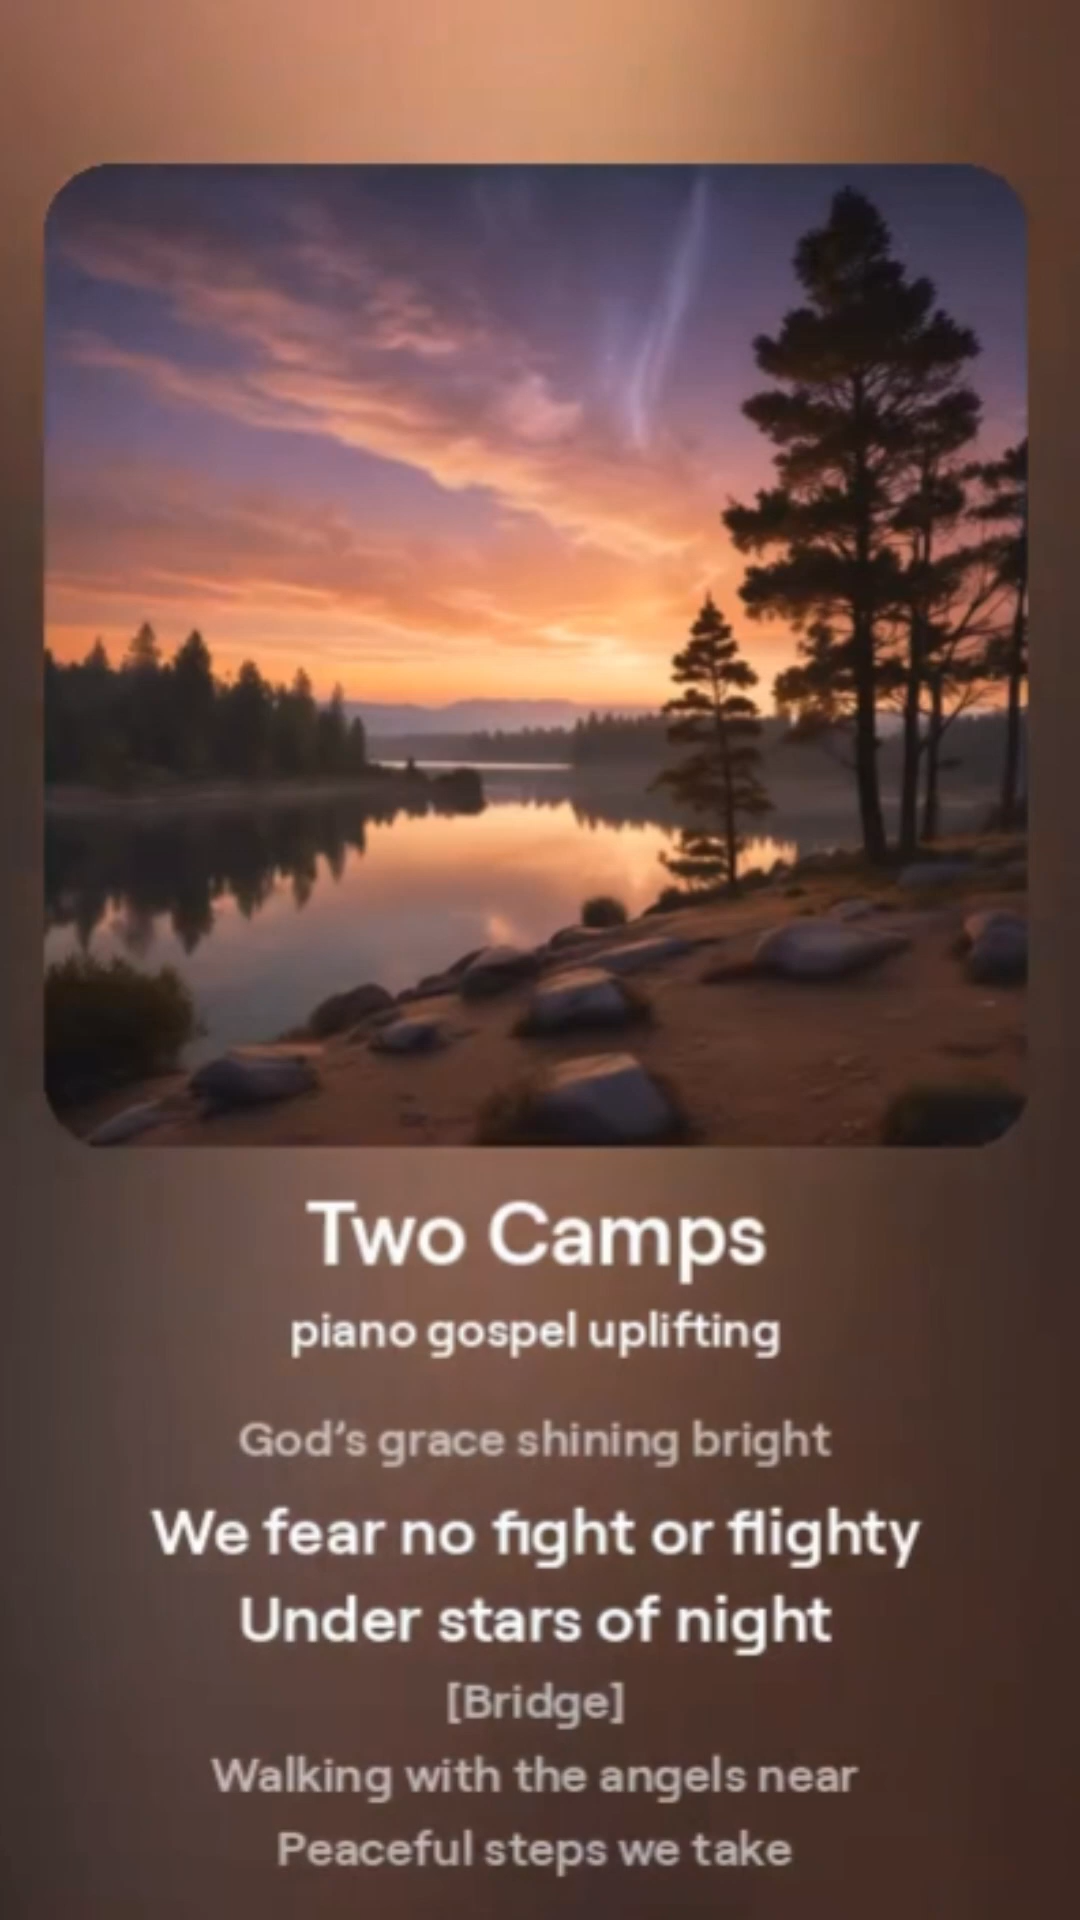 Two Camps
piano gospel uplifting
God's grace shining bright
We fear no fight or flighty
Under stars of night
[Bridge]
Walking with the angels near
Peaceful steps we take